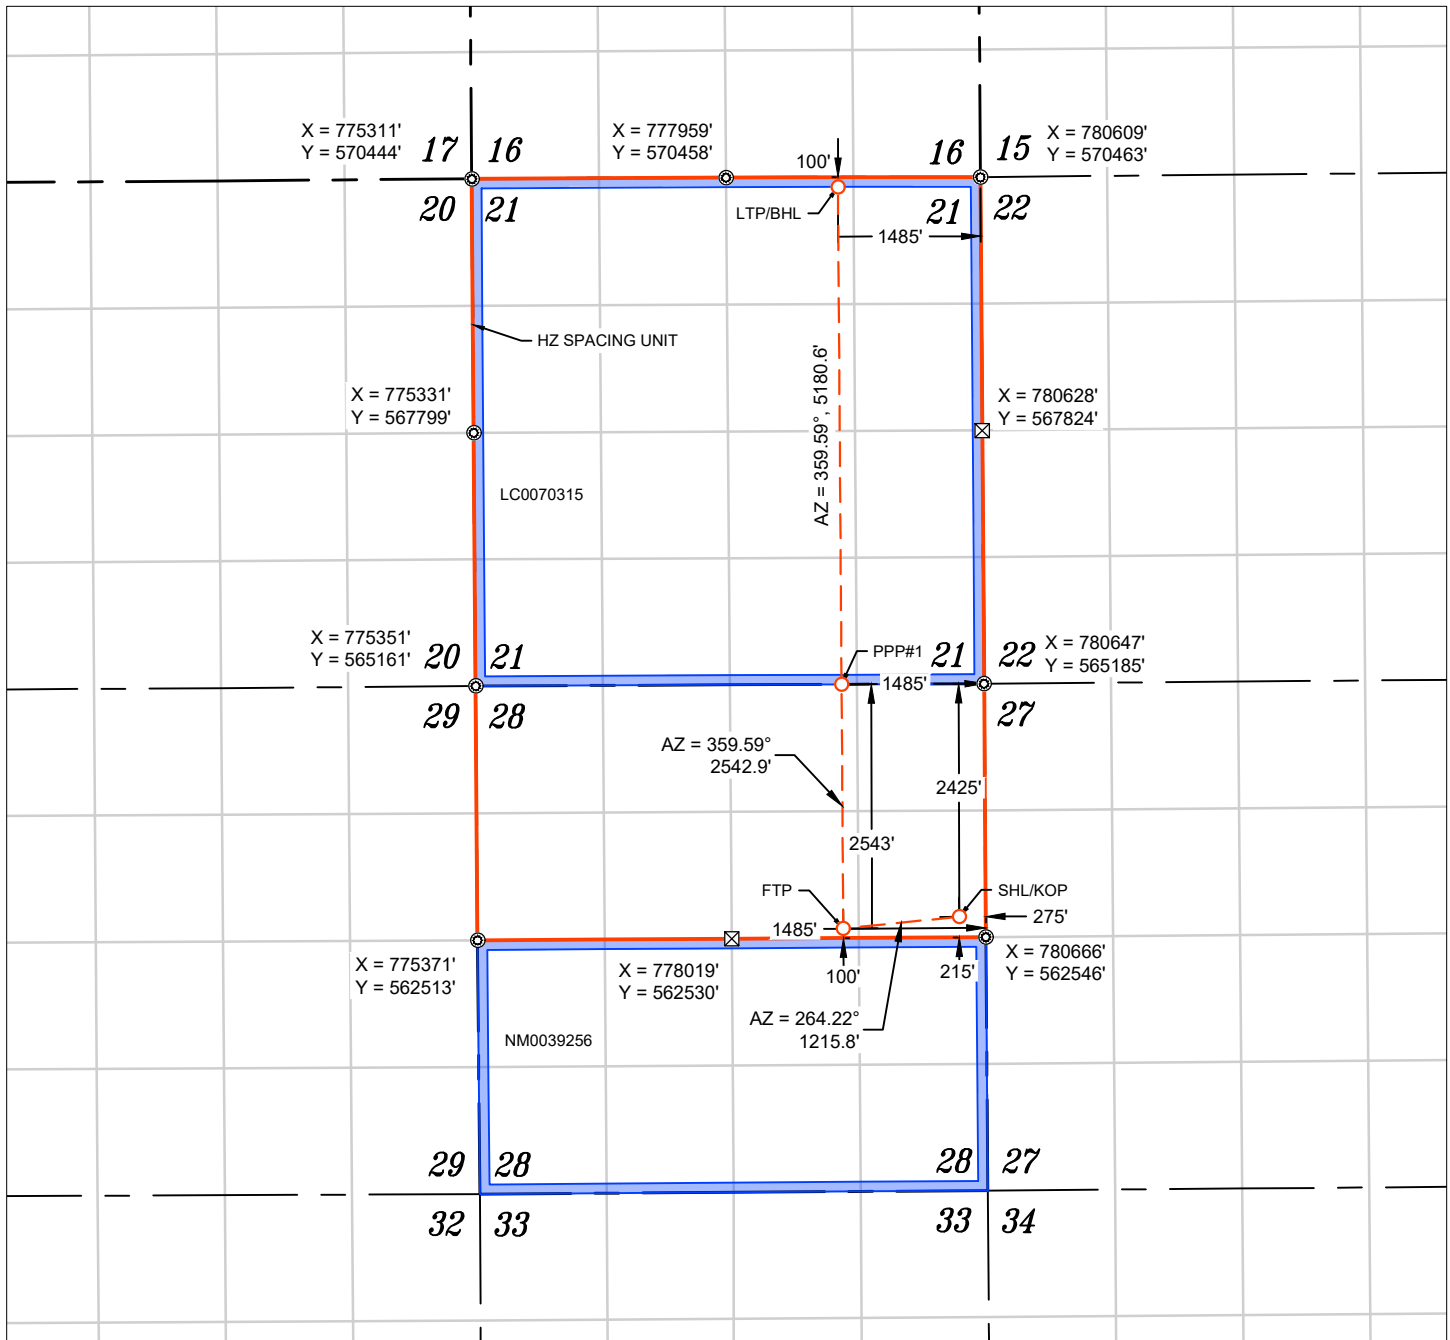 X = 775311'
Y = 570444'
17
16
X = 777959'
Y = 570458'
100'
16
15
X = 780609'
Y = 570463'
20
21
LTP/BHL
21
22
1485'
HZ SPACING UNIT
AZ = 359.59°, 5180.6'
X = 775331'
Y = 567799'
X = 780628'
Y = 567824'
LC0070315
X = 775351'
Y = 565161'
20
21
PPP#1
21
22
X = 780647'
Y = 565185'
1485'
29
28
27
AZ = 359.59°
2542.9'
2425'
2543'
FTP
SHL/KOP
1485'
275'
X = 775371'
Y = 562513'
X = 778019'
Y = 562530'
100'
215'
X = 780666'
Y = 562546'
AZ = 264.22°
1215.8'
NM0039256
29
28
28
27
32
33
33
34